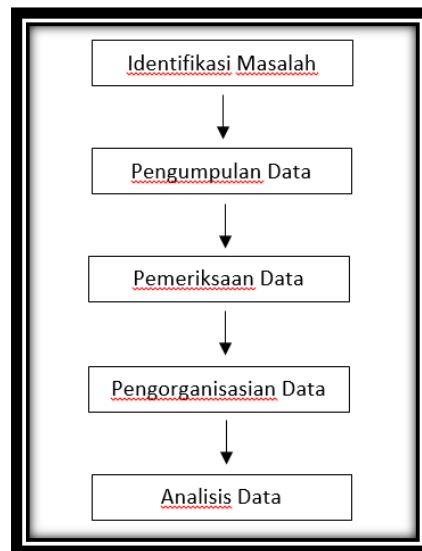 Identifikasi Masalah
Pengumpulan Data
Pemeriksaan Data
Pengorganisasian Data
Analisis Data